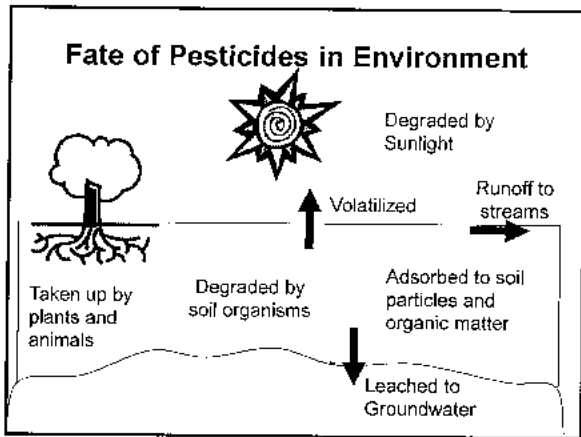 Fate of Pesticides in Environment
Degraded by
Sunlight
Volatilized
Runoff to
streams
Taken up by
plants and
animals
Degraded by
soil organisms
Adsorbed to soil
particles and
organic matter
Leached to
Groundwater